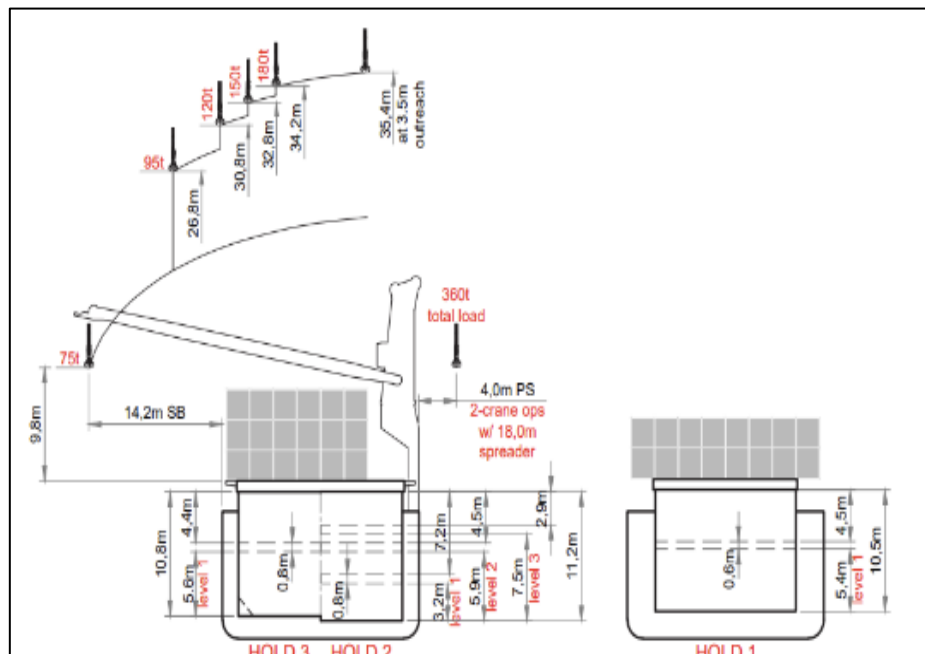 180t
150t
120t
95t
35,4m
at 3.5m
outreach
34,2m
32,8m
30,8m
26,8m
360t
total load
75t
4,0m PS
14,2m SB
2-crane ops
w/ 18,0m
spreader
9,8m
4,4m
10,8m
0,8m
5,6m
level 1
7,2m
4,5m
2,9m
11,2m
0,8m
3,2m
level 1
5,9m
level 2
7,5m
level 3
4,5m
10,5m
0,6m
5,4m
level 1
HOLD 3 HOLD 2
HOLD 1